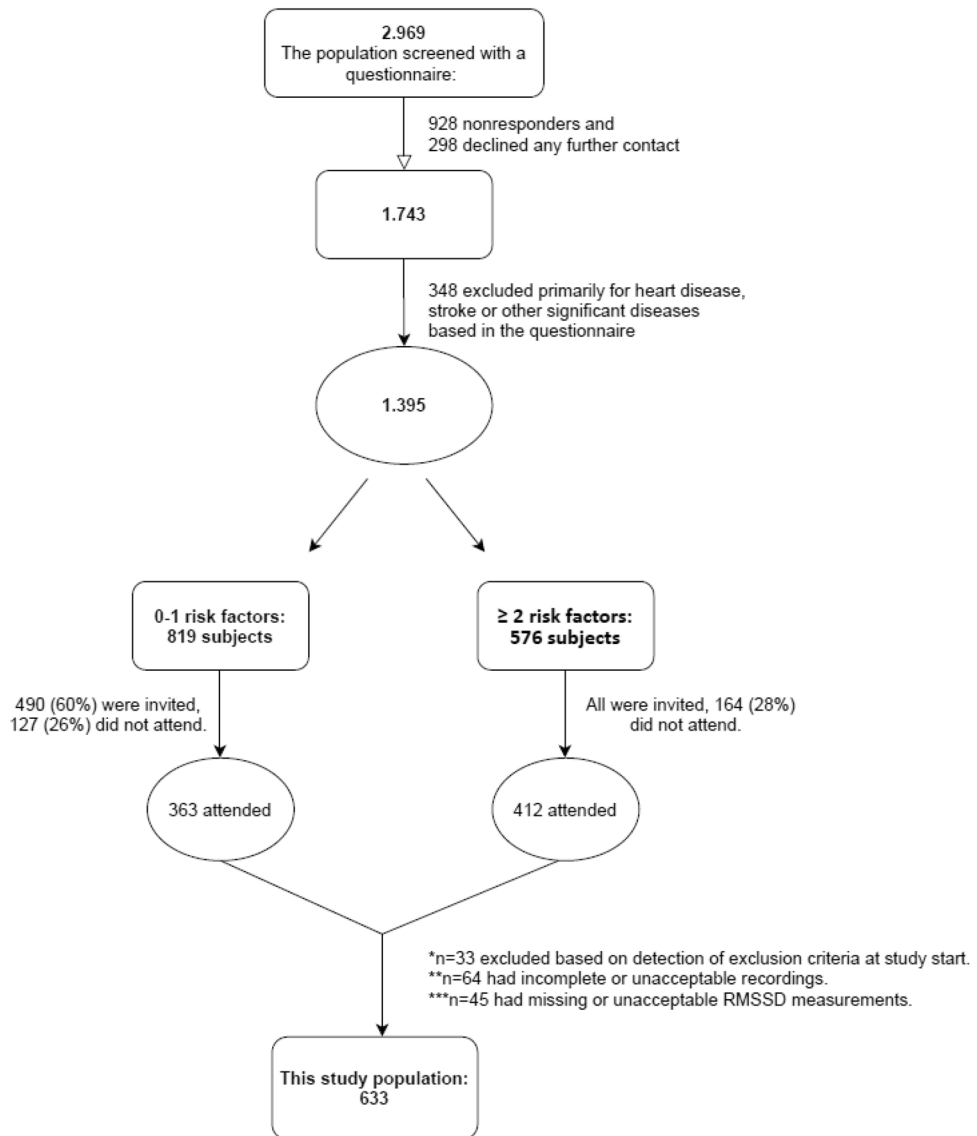 2.969
The population screened with a
questionnaire:
928 nonresponders and
298 declined any further contact
1.743
348 excluded primarily for heart disease,
stroke or other significant diseases
based in the questionnaire
1.395
0-1 risk factors:
819 subjects
≥ 2 risk factors:
576 subjects
490 (60%) were invited,
127 (26%) did not attend.
All were invited, 164 (28%)
did not attend.
363 attended
412 attended
*n=33 excluded based on detection of exclusion criteria at study start.
**n=64 had incomplete or unacceptable recordings.
***n=45 had missing or unacceptable RMSSD measurements.
This study population:
633